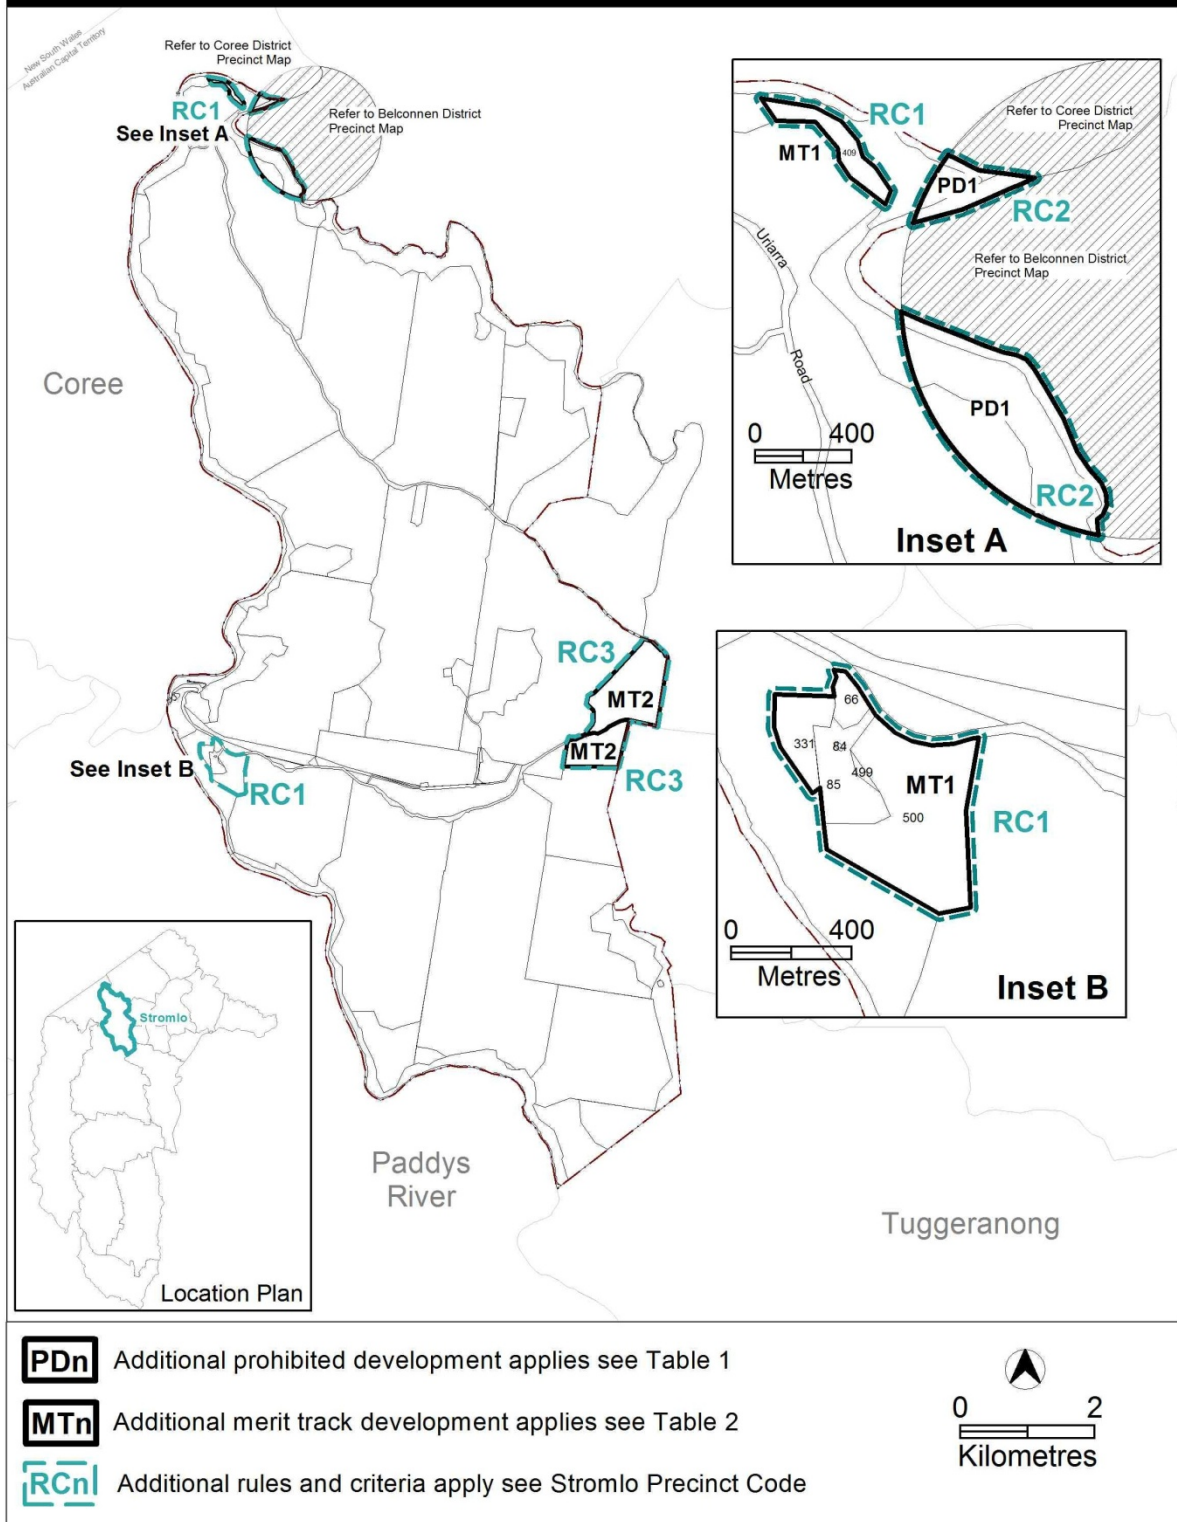 New South Wales
Australian Capital Territory
Refer to Coree District
Precinct Map
RC1
See Inset A
Refer to Belconnen District
Precinct Map
Coree
RC3
MT2
MT2
RC3
See Inset B
RC1
Paddys
River
Tuggeranong
Refer to Coree District
Precinct Map
RC1
MT1
409
PD1
RC2
Refer to Belconnen District
Precinct Map
Uriarra
Road
PD1
RC2
0 400
Metres
Inset A
66
331
84
499
85
MT1
500
RC1
0 400
Metres
Inset B
Stromlo
Location Plan
PDn Additional prohibited development applies see Table 1
MTn Additional merit track development applies see Table 2
RCn Additional rules and criteria apply see Stromlo Precinct Code
0 2
Kilometres